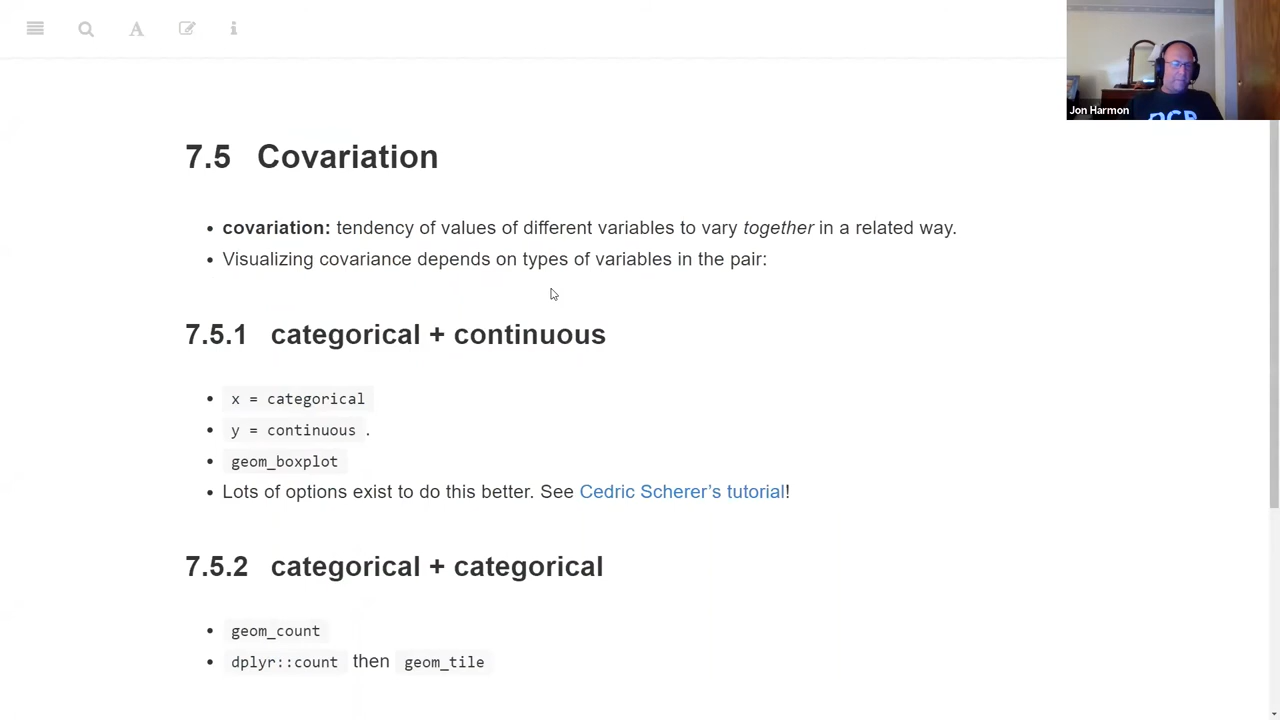 Jon Harmon
7.5 Covariation
• covariation: tendency of values of different variables to vary together in a related way.
• Visualizing covariance depends on types of variables in the pair:
7.5.1 categorical + continuous
• x = categorical
• y = continuous .
• geom_boxplot
• Lots of options exist to do this better. See Cedric Scherer’s tutorial!
7.5.2 categorical + categorical
• geom_count
• dplyr::count then geom_tile